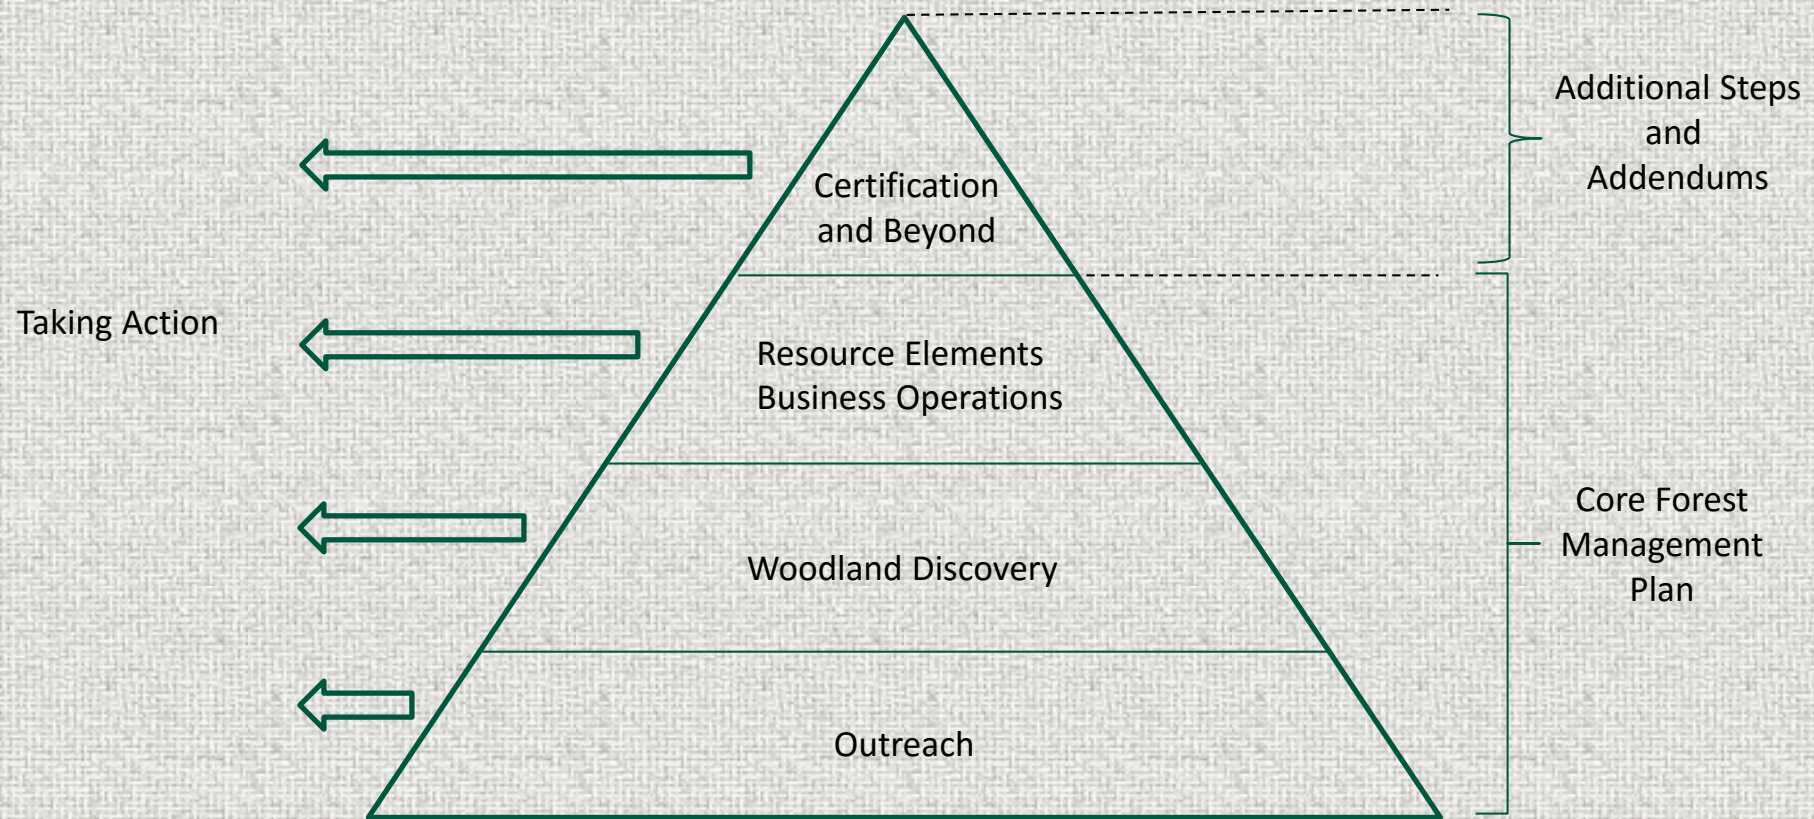 Additional Steps
and
Addendums
Certification
and Beyond
Taking Action
Resource Elements
Business Operations
Core Forest
Management
Plan
Woodland Discovery
Outreach